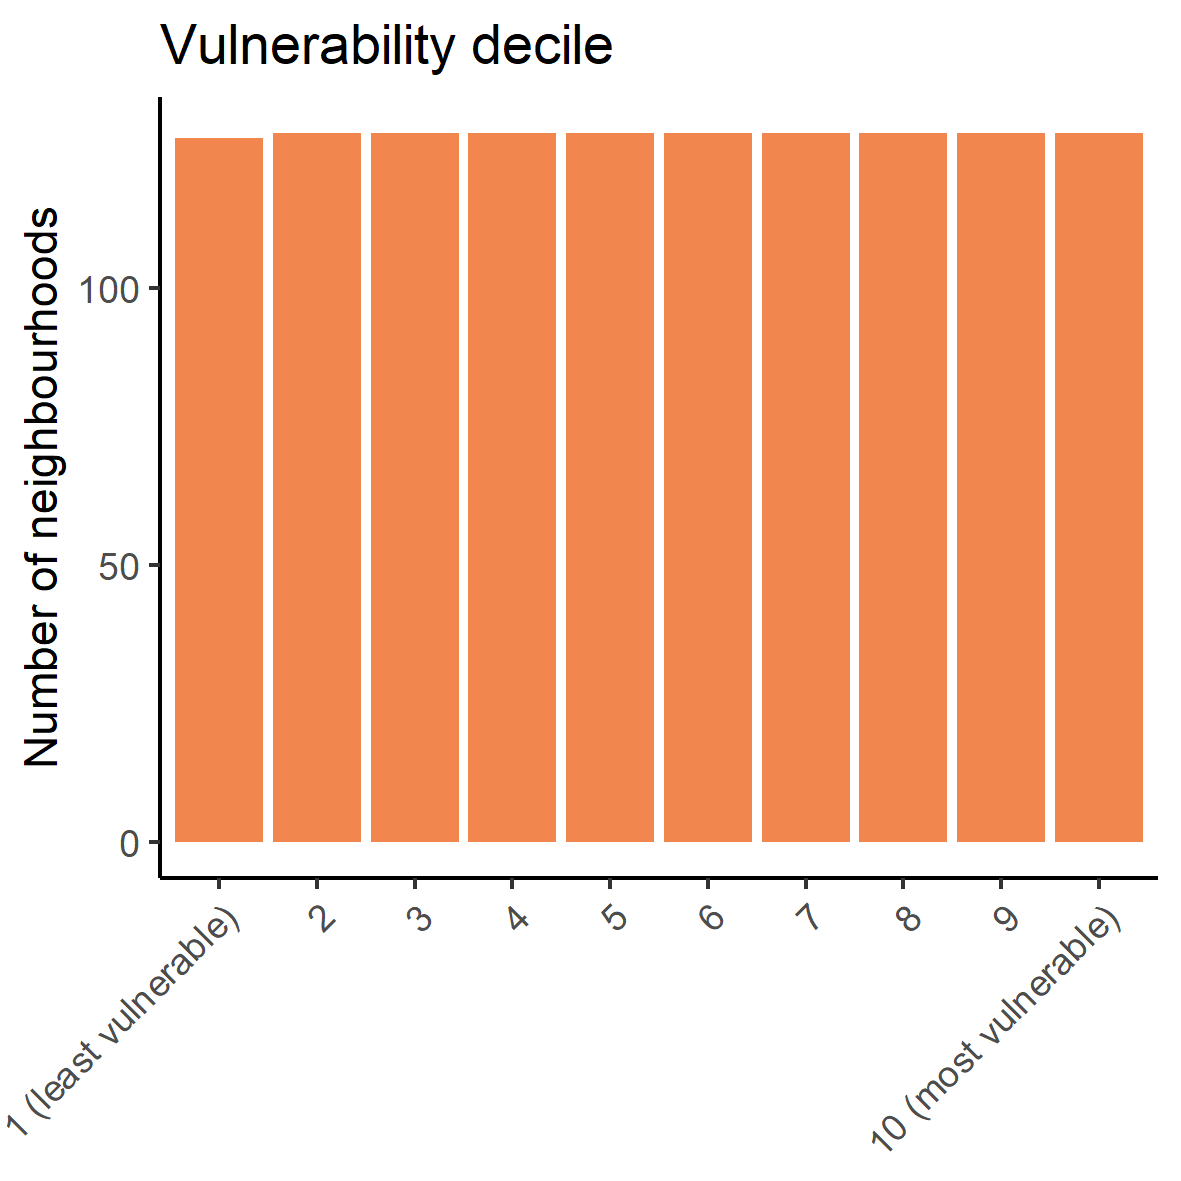 Vulnerability decile
Number of neighbourhoods
100
50
0
1 (least vulnerable)
2
3
4
5
6
7
8
9
10 (most vulnerable)